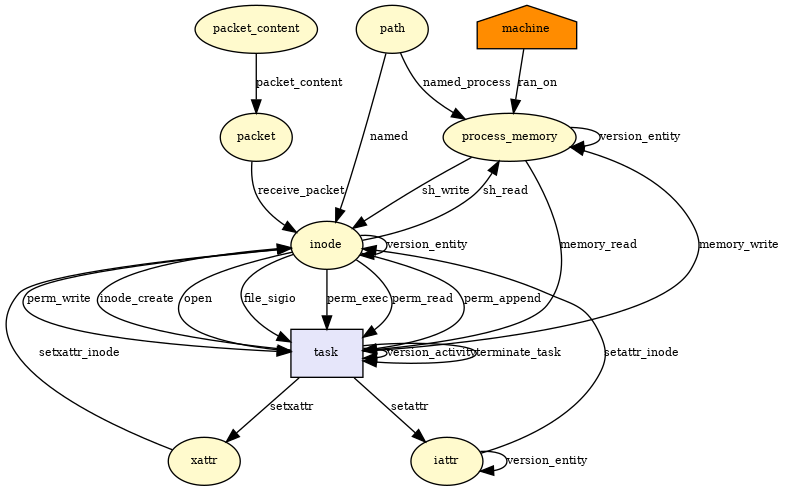 packet_content
path
machine
packet_content
named_process
ran_on
packet
named
process_memory
version_entity
receive_packet
sh_write
sh_read
inode
version_entity
memory_read
memory_write
perm_write
inode_create
open
file_sigio
perm_exec
perm_read
perm_append
setxattr_inode
task
version_activity
terminate_task
setattr_inode
setxattr
setattr
xattr
iattr
version_entity